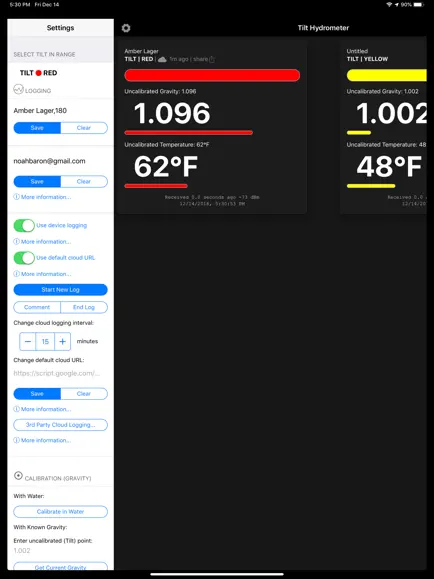 5:30 PM Fri Dec 14
90%
Settings
SELECT TILT IN RANGE
TILT RED
LOGGING
Amber Lager,180
Save Clear
noahbaron@gmail.com
Save Clear
More information...
Use device logging
More information...
Use default cloud URL
More information...
Start New Log
Comment End Log
Change cloud logging interval:
− 15 + minutes
Change default cloud URL:
https://script.google.com/...
Save Clear
More information...
3rd Party Cloud Logging...
More information...
CALIBRATION (GRAVITY)
With Water:
Calibrate in Water
With Known Gravity:
Enter uncalibrated (Tilt) point:
1.002
Get Current Gravity
Tilt Hydrometer
Amber Lager
TILT | RED | 1m ago | share
Uncalibrated Gravity: 1.096
1.096
Uncalibrated Temperature: 62°F
62°F
Received 5.0 seconds ago -73 dBm
12/14/2018, 5:30:53 PM
Untitled
TILT | YELLOW
Uncalibrated Gravity: 1.002
1.002
Uncalibrated Temperature: 48
48°F
Received 0.0
12/14/201